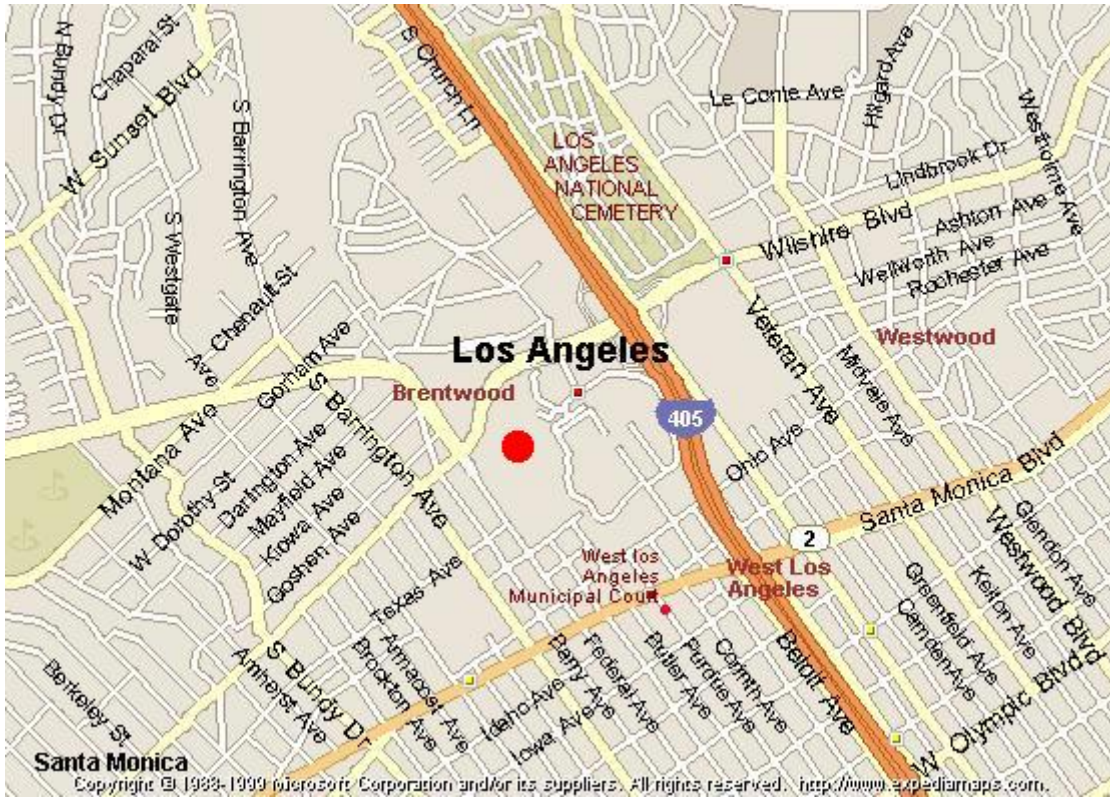 N Bundy Dr
Chaparal St
W Sunset Blvd
S Barrington Ave
S Church Ln
Le Conte Ave
Hilgard Ave
Westholme Ave
Lindbrook Dr
LOS
ANGELES
NATIONAL
CEMETERY
Wilshire Blvd
Ashton Ave
Wellworth Ave
Rochester Ave
S Westgate
Ave
Chenault St
Gorham Ave
Los Angeles
Westwood
Veteran Ave
Midvale Ave
Brentwood
405
Montana Ave
S Barrington Ave
Darlington Ave
Mayfield Ave
W Dorothy St
Kiowa Ave
Goshen Ave
Ohio Ave
Santa Monica Blvd
2
West los
Angeles
Municipal Court
West Los
Angeles
Texas Ave
Glendon Ave
Westwood Blvd
Kelton Ave
Greenfield Ave
Camden Ave
Berkeley St
Amherst Ave
S Bundy Dr
Brockton Ave
Armacost Ave
Idaho Ave
Iowa Ave
Barry Ave
Federal Ave
Butler Ave
Purdue Ave
Corinth Ave
Beloir Ave
W Olympic Blvd
Santa Monica
Copyright © 1988-1999 Microsoft Corporation and/or its suppliers. All rights reserved. http://www.expediamaps.com.